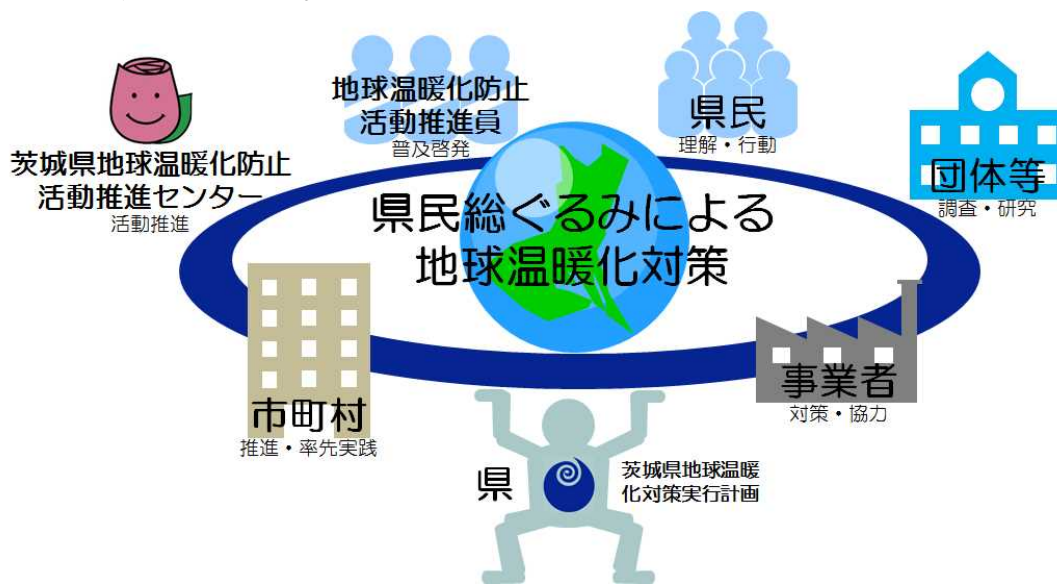 茨城県地球温暖化防止
活動推進センター
活動推進
地球温暖化防止
活動推進員
普及啓発
県民
理解・行動
団体等
調査・研究
県民総ぐるみによる
地球温暖化対策
市町村
推進・率先実践
事業者
対策・協力
県
茨城県地球温暖
化対策実行計画